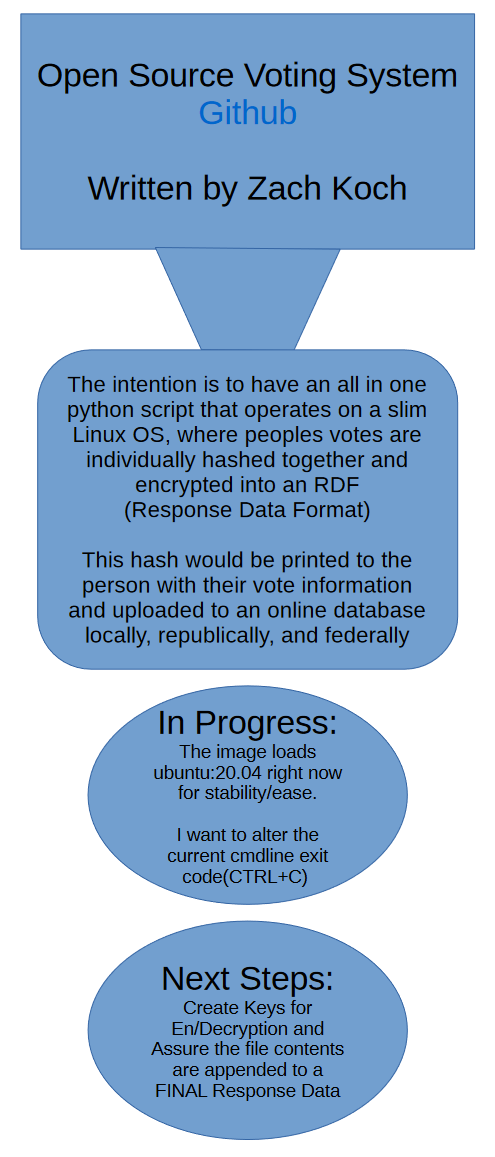 Open Source Voting System
Github
Written by Zach Koch
The intention is to have an all in one
python script that operates on a slim
Linux OS, where peoples votes are
individually hashed together and
encrypted into an RDF
(Response Data Format)
This hash would be printed to the
person with their vote information
and uploaded to an online database
locally, republically, and federally
In Progress:
The image loads
ubuntu:20.04 right now
for stability/ease.
I want to alter the
current cmdline exit
code(CTRL+C)
Next Steps:
Create Keys for
En/Decryption and
Assure the file contents
are appended to a
FINAL Response Data